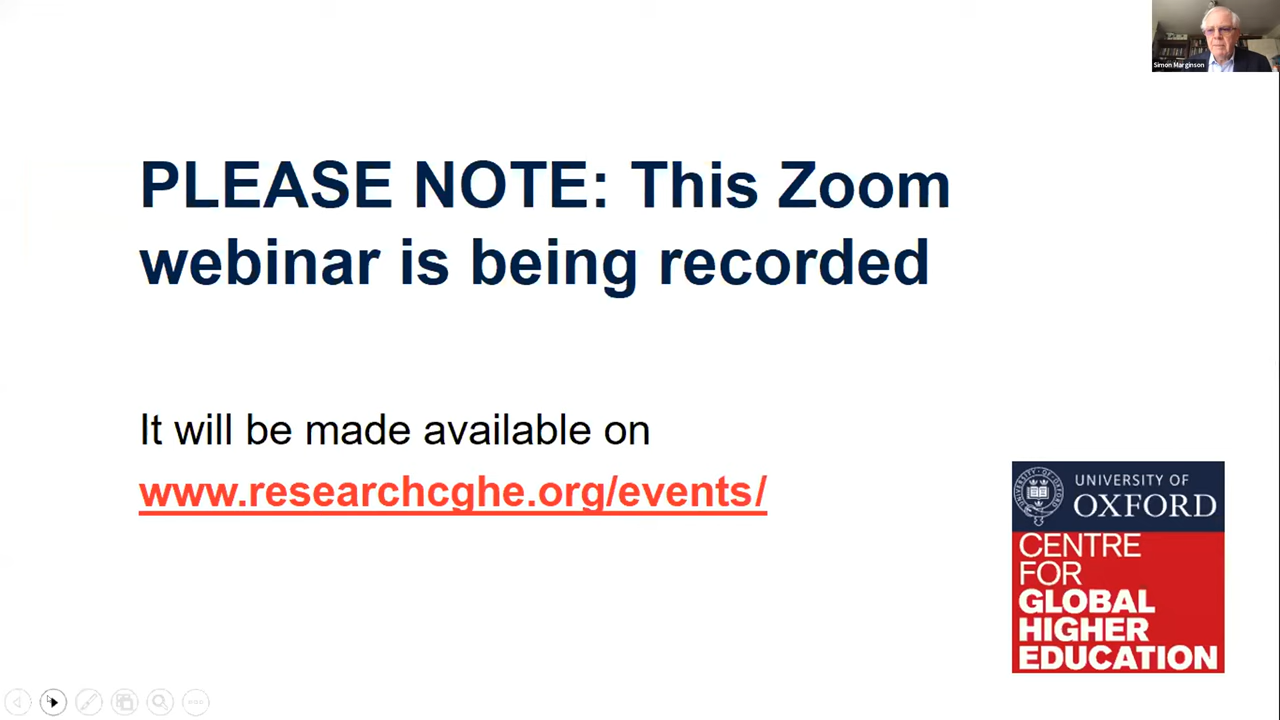 Simon Marginson
PLEASE NOTE: This Zoom
webinar is being recorded
It will be made available on
www.researchcghe.org/events/
UNIVERSITY OF
OXFORD
CENTRE
FOR
GLOBAL
HIGHER
EDUCATION